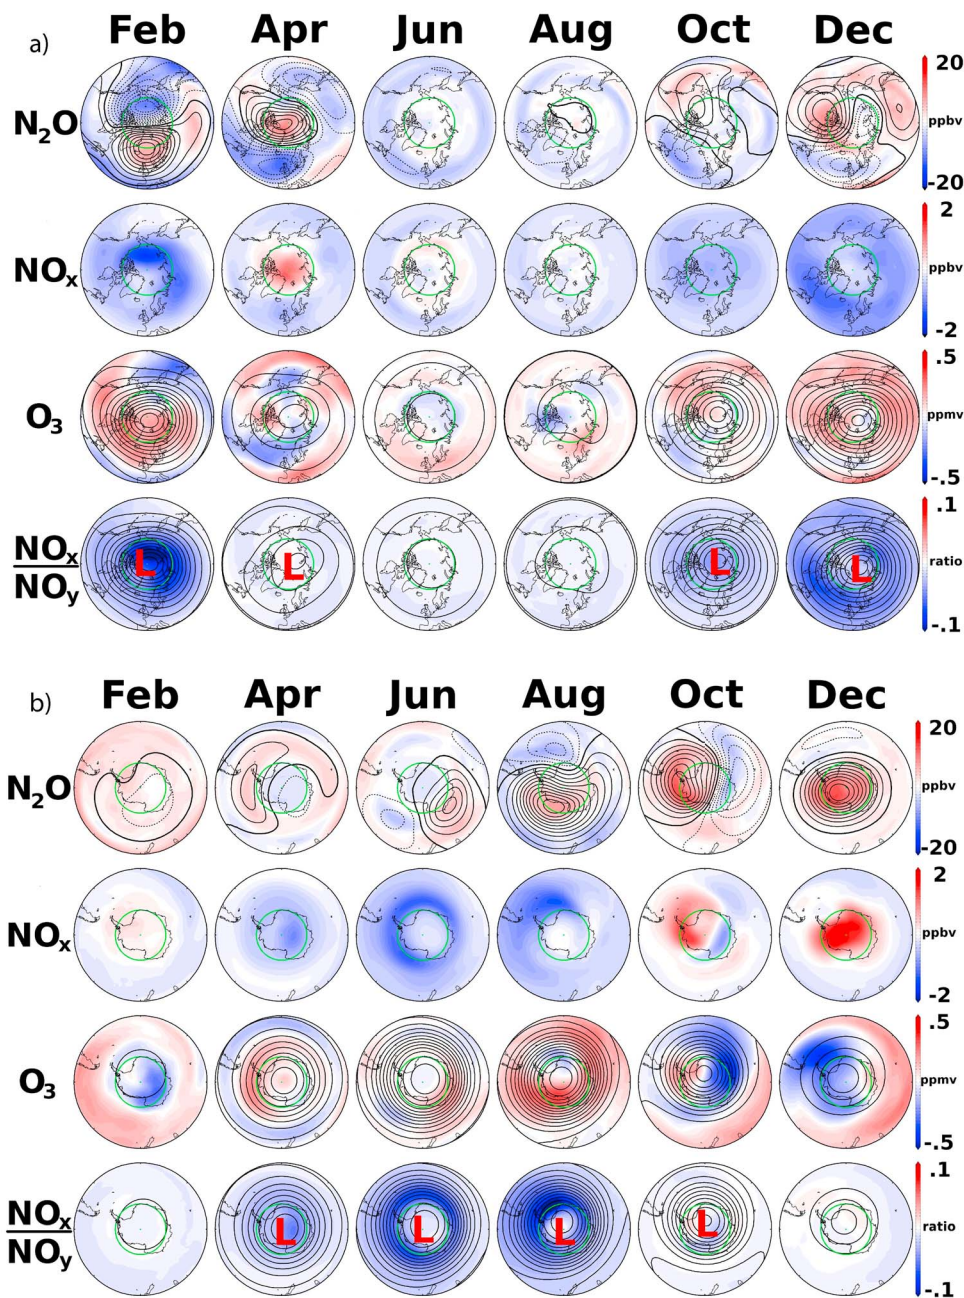 a)
Feb Apr Jun Aug Oct Dec
N2O
20
ppbv
-20
NOx
2
ppbv
-2
O3
.5
ppmv
-.5
NOx
NOy
L L L L
.1
ratio
-.1
b)
Feb Apr Jun Aug Oct Dec
N2O
20
ppbv
-20
NOx
2
ppbv
-2
O3
.5
ppmv
-.5
NOx
NOy
L L L L
.1
ratio
-.1